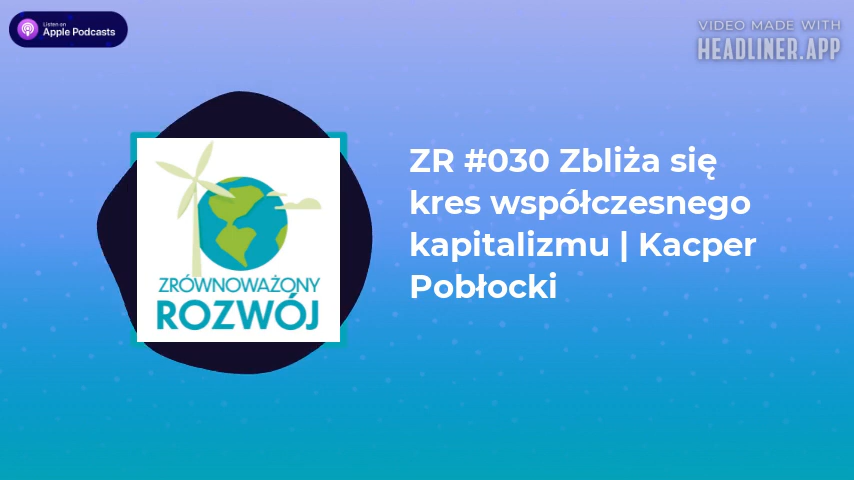 Listen on
Apple Podcasts
VIDEO MADE WITH
HEADLINER.APP
ZR #030 Zbliża się
kres współczesnego
kapitalizmu | Kacper
Pobłocki
ZRÓWNOWAŻONY
ROZWÓJ